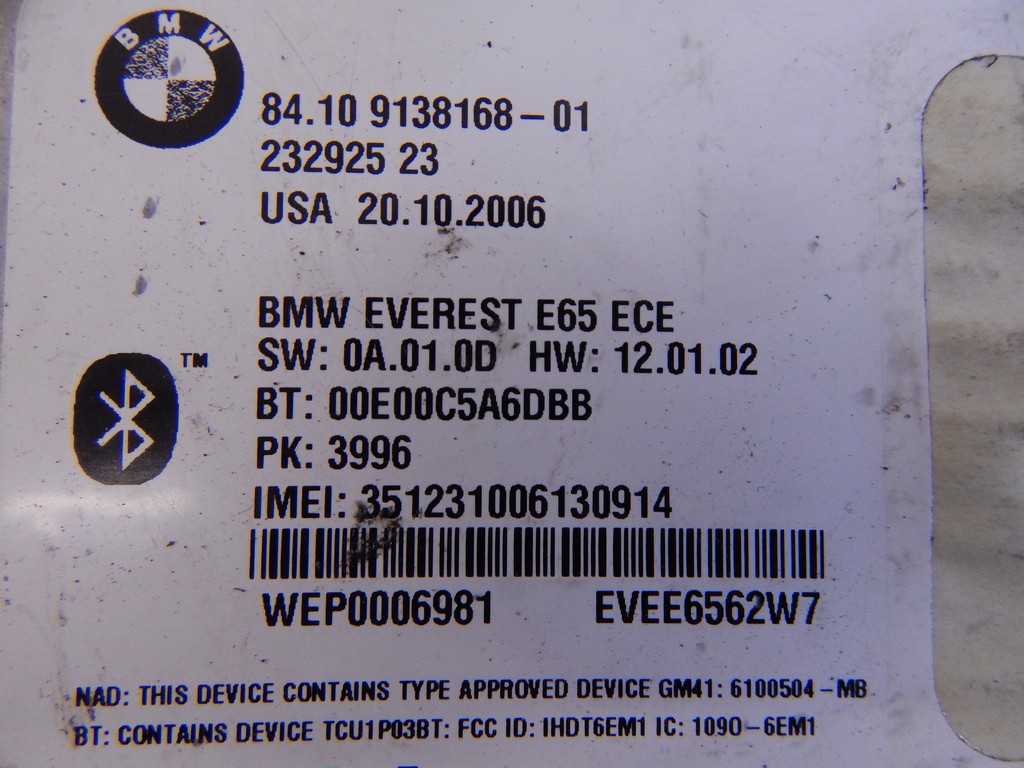 BMW
84.10 9138168-01
232925 23
USA 20.10.2006
BMW EVEREST E65 ECE
SW: 0A.01.0D HW: 12.01.02
TM
BT: 00E00C5A6DBB
PK: 3996
IMEI: 351231006130914
WEP0006981 EVEE6562W7
NAD: THIS DEVICE CONTAINS TYPE APPROVED DEVICE GM41: 6100504-MB
BT: CONTAINS DEVICE TCU1P03BT: FCC ID: IHDT6EM1 IC: 1090-6EM1